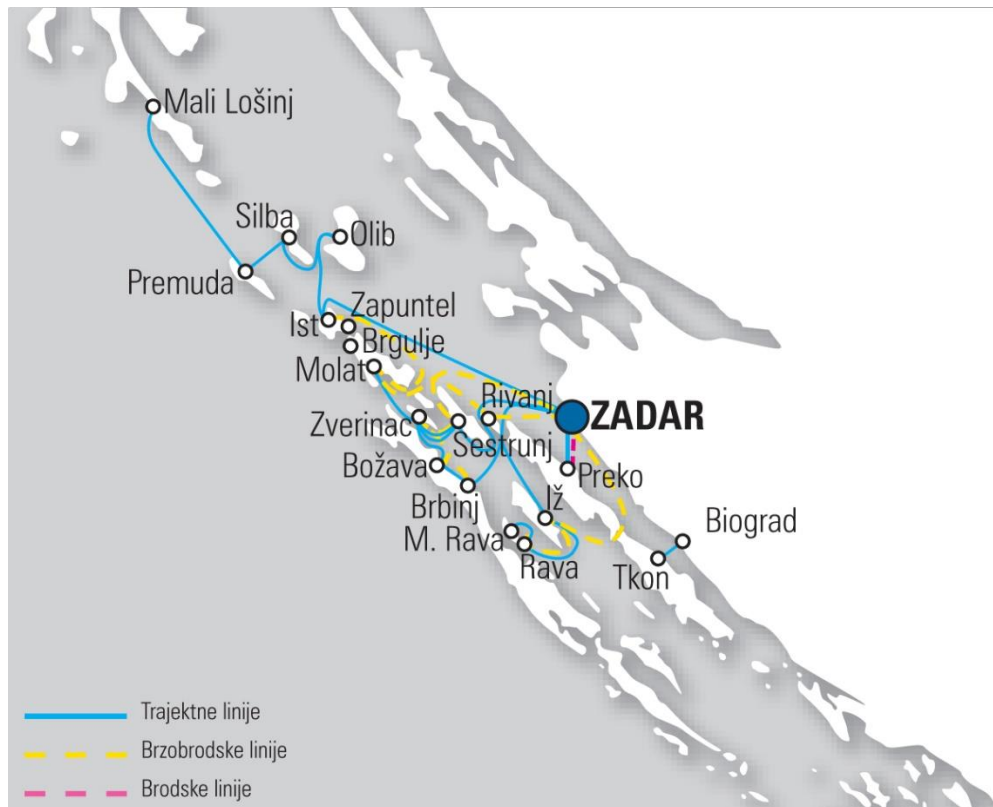 Mali Lošinj
Silba
Olib
Premuda
Zapuntel
Ist
Brgulje
Molat
Rivanj
ZADAR
Zverinac
Sestrunj
Božava
Preko
Brbinj
Iž
M. Rava
Biograd
Rava
Tkon
Trajektne linije
Brzobrodske linije
Brodske linije